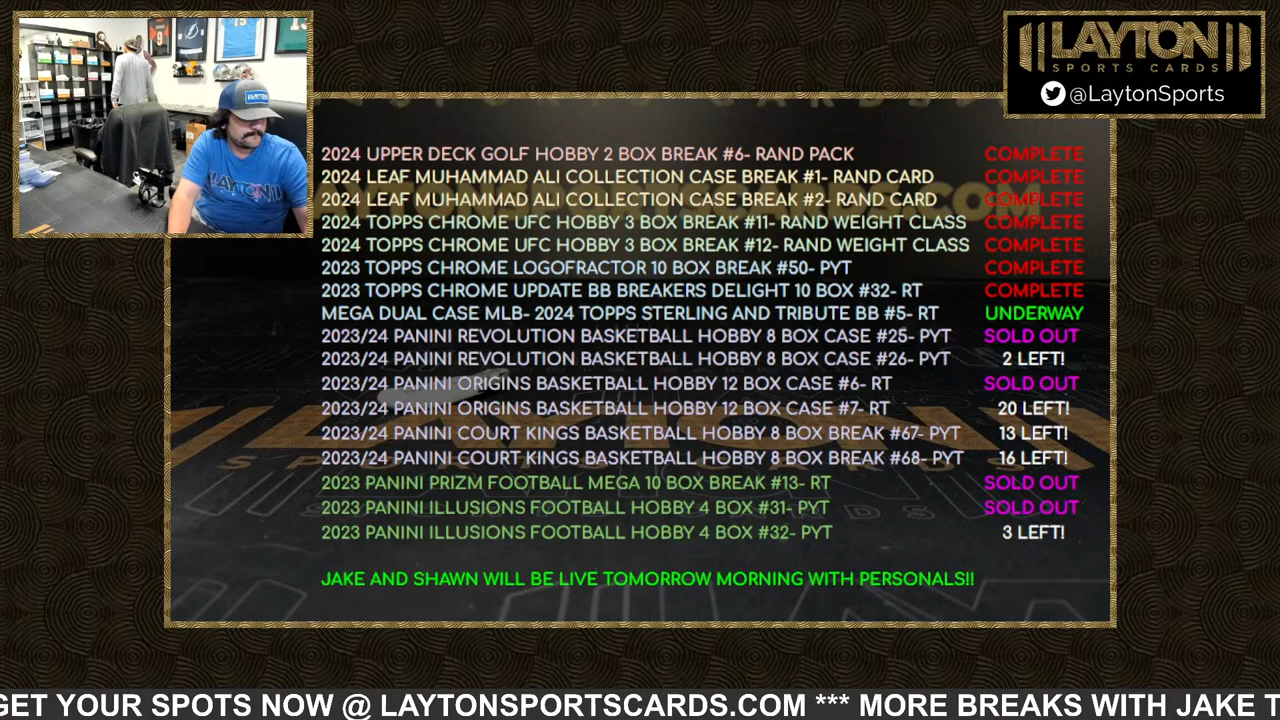 LAYTON
SPORTS CARDS
@LaytonSports
2024 UPPER DECK GOLF HOBBY 2 BOX BREAK #6- RAND PACK COMPLETE
2024 LEAF MUHAMMAD ALI COLLECTION CASE BREAK #1- RAND CARD COMPLETE
2024 LEAF MUHAMMAD ALI COLLECTION CASE BREAK #2- RAND CARD COMPLETE
2024 TOPPS CHROME UFC HOBBY 3 BOX BREAK #11- RAND WEIGHT CLASS COMPLETE
2024 TOPPS CHROME UFC HOBBY 3 BOX BREAK #12- RAND WEIGHT CLASS COMPLETE
2023 TOPPS CHROME LOGOFRACTOR 10 BOX BREAK #50- PYT COMPLETE
2023 TOPPS CHROME UPDATE BB BREAKERS DELIGHT 10 BOX #32- RT COMPLETE
MEGA DUAL CASE MLB- 2024 TOPPS STERLING AND TRIBUTE BB #5- RT UNDERWAY
2023/24 PANINI REVOLUTION BASKETBALL HOBBY 8 BOX CASE #25- PYT SOLD OUT
2023/24 PANINI REVOLUTION BASKETBALL HOBBY 8 BOX CASE #26- PYT 2 LEFT!
2023/24 PANINI ORIGINS BASKETBALL HOBBY 12 BOX CASE #6- RT SOLD OUT
2023/24 PANINI ORIGINS BASKETBALL HOBBY 12 BOX CASE #7- RT 20 LEFT!
2023/24 PANINI COURT KINGS BASKETBALL HOBBY 8 BOX BREAK #67- PYT 13 LEFT!
2023/24 PANINI COURT KINGS BASKETBALL HOBBY 8 BOX BREAK #68- PYT 16 LEFT!
2023 PANINI PRIZM FOOTBALL MEGA 10 BOX BREAK #13- RT SOLD OUT
2023 PANINI ILLUSIONS FOOTBALL HOBBY 4 BOX #31- PYT SOLD OUT
2023 PANINI ILLUSIONS FOOTBALL HOBBY 4 BOX #32- PYT 3 LEFT!
JAKE AND SHAWN WILL BE LIVE TOMORROW MORNING WITH PERSONALS!!
GET YOUR SPOTS NOW @ LAYTONSPORTSCARDS.COM *** MORE BREAKS WITH JAKE T